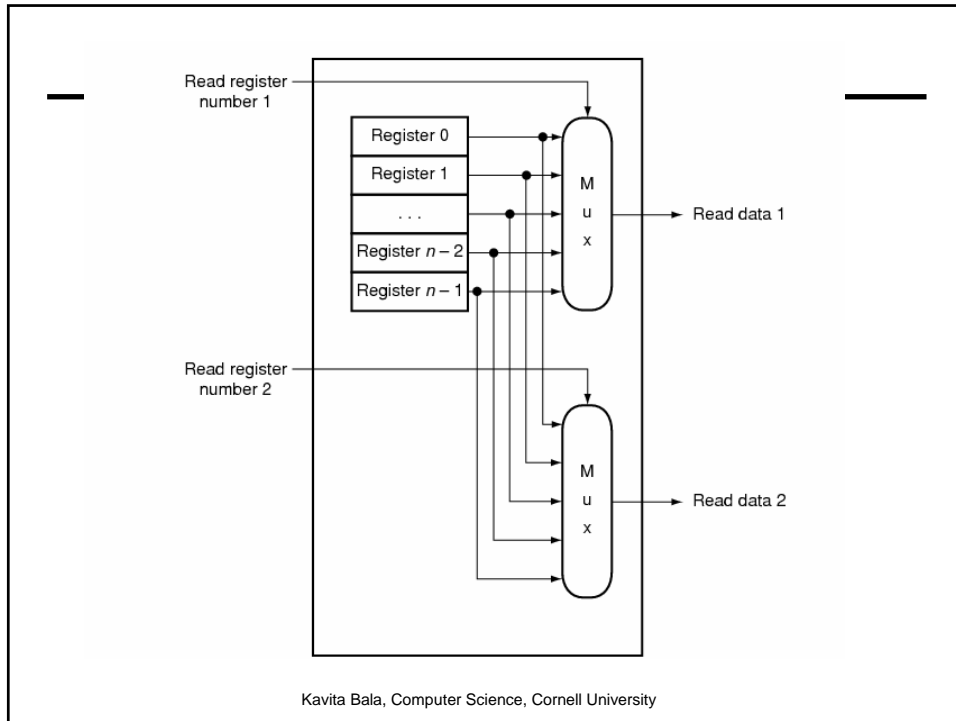 Read register
number 1
Register 0
Register 1
. . .
Register n – 2
Register n – 1
M
u
x
Read data 1
Read register
number 2
M
u
x
Read data 2
Kavita Bala, Computer Science, Cornell University